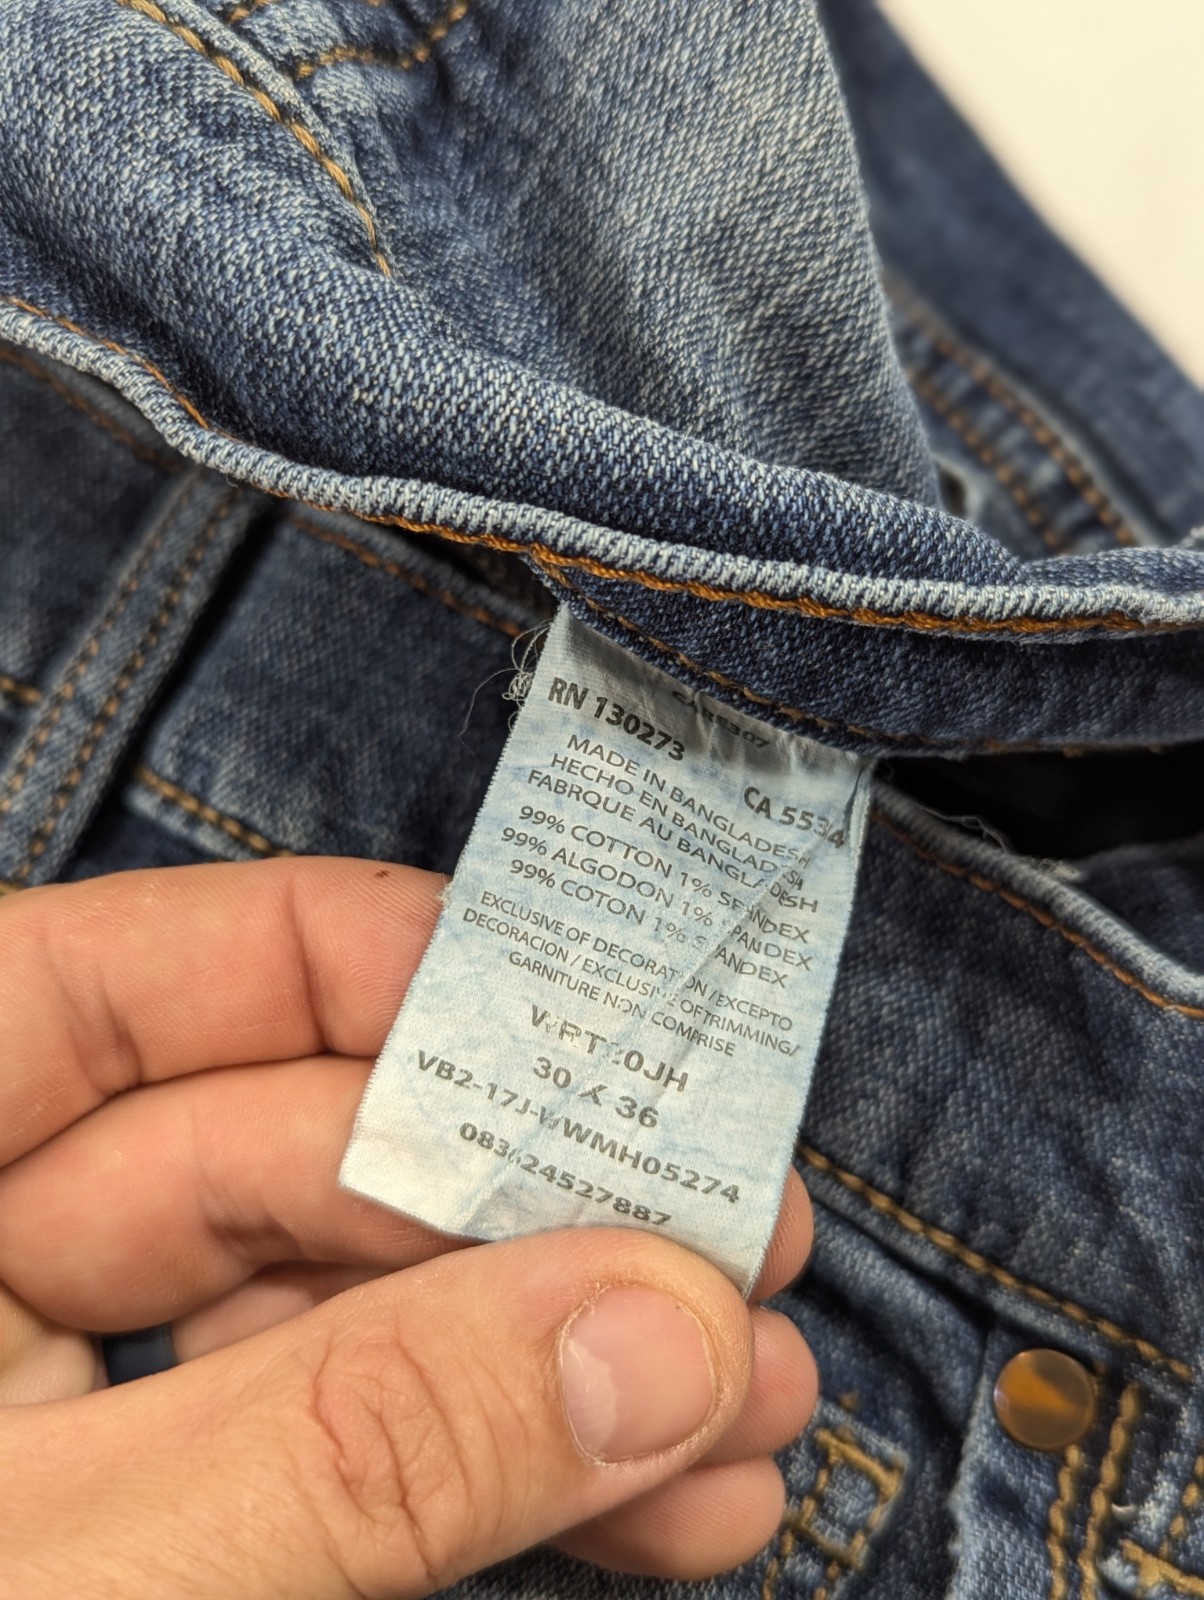 RN 130273
CA 5534
MADE IN BANGLADESH
HECHO EN BANGLADESH
FABRIQUE AU BANGLADESH
99% COTTON 1% SPANDEX
99% ALGODON 1% SPANDEX
99% COTON 1% SPANDEX
EXCLUSIVE OF DECORATION / EXCEPTO
DECORACION / EXCLUSIVE OF TRIMMING/
GARNITURE NON COMPRISE
30 X 36
VB2-17J-WWMH05274